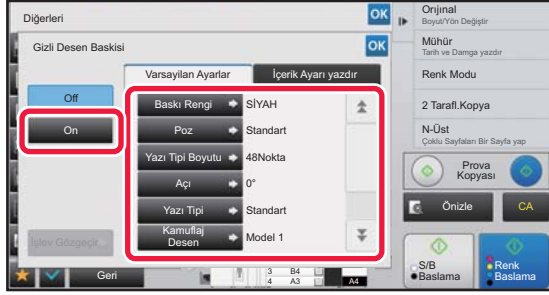 Diğerleri
OK
Gizli Desen Baskisi
OK
Varsayılan Ayarlar
İçerik Ayarı yazdır
Off
On
Baskı Rengi
SİYAH
Poz
Standart
Yazı Tipi Boyutu
48Nokta
Açı
0°
Yazı Tipi
Standart
Kamuflaj
Desen
Model 1
İşlev Gözgeçir
Geri
3 B4
4 A3
A4
Orıjınal
Boyut/Yön Değiştir
Mühür
Tarih ve Damga yazdır
Renk Modu
2 Tarafl.Kopya
N-Üst
Çoklu Sayfaları Bir Sayfa yap
Prova
Kopyası
Önizle
CA
S/B
Baslama
Renk
Baslama